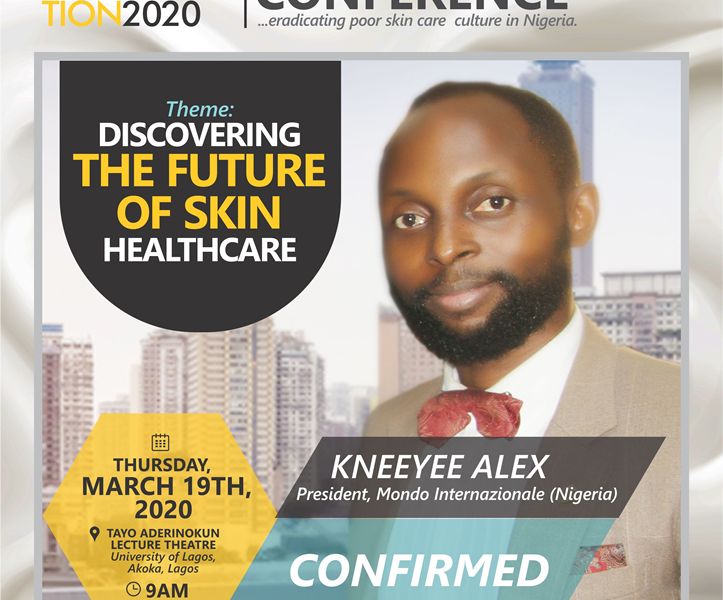 TION2020
CONFERENCE
...eradicating poor skin care culture in Nigeria.
Theme:
DISCOVERING
THE FUTURE
OF SKIN
HEALTHCARE
THURSDAY,
MARCH 19TH,
2020
TAYO ADERINOKUN
LECTURE THEATRE
University of Lagos,
Akoka, Lagos
9AM
KNEEYEE ALEX
President, Mondo Internazionale (Nigeria)
CONFIRMED